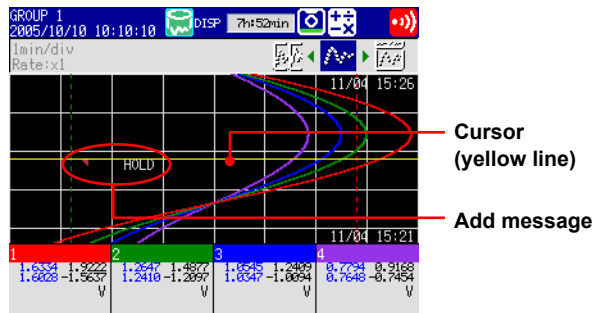 GROUP 1
2005/10/10 10:10:10
DISP
7h:52min
1min/div
Rate:x1
11/04 15:26
HOLD
Cursor
(yellow line)
Add message
11/04 15:21
1 2 3 4
1.6334 1.9222 1.2647 1.4877 1.0545 1.2409 0.7794 0.9168
1.6028 -1.5637 1.2410 -1.2097 1.0347 -1.0094 0.7648 -0.7454
V V V V